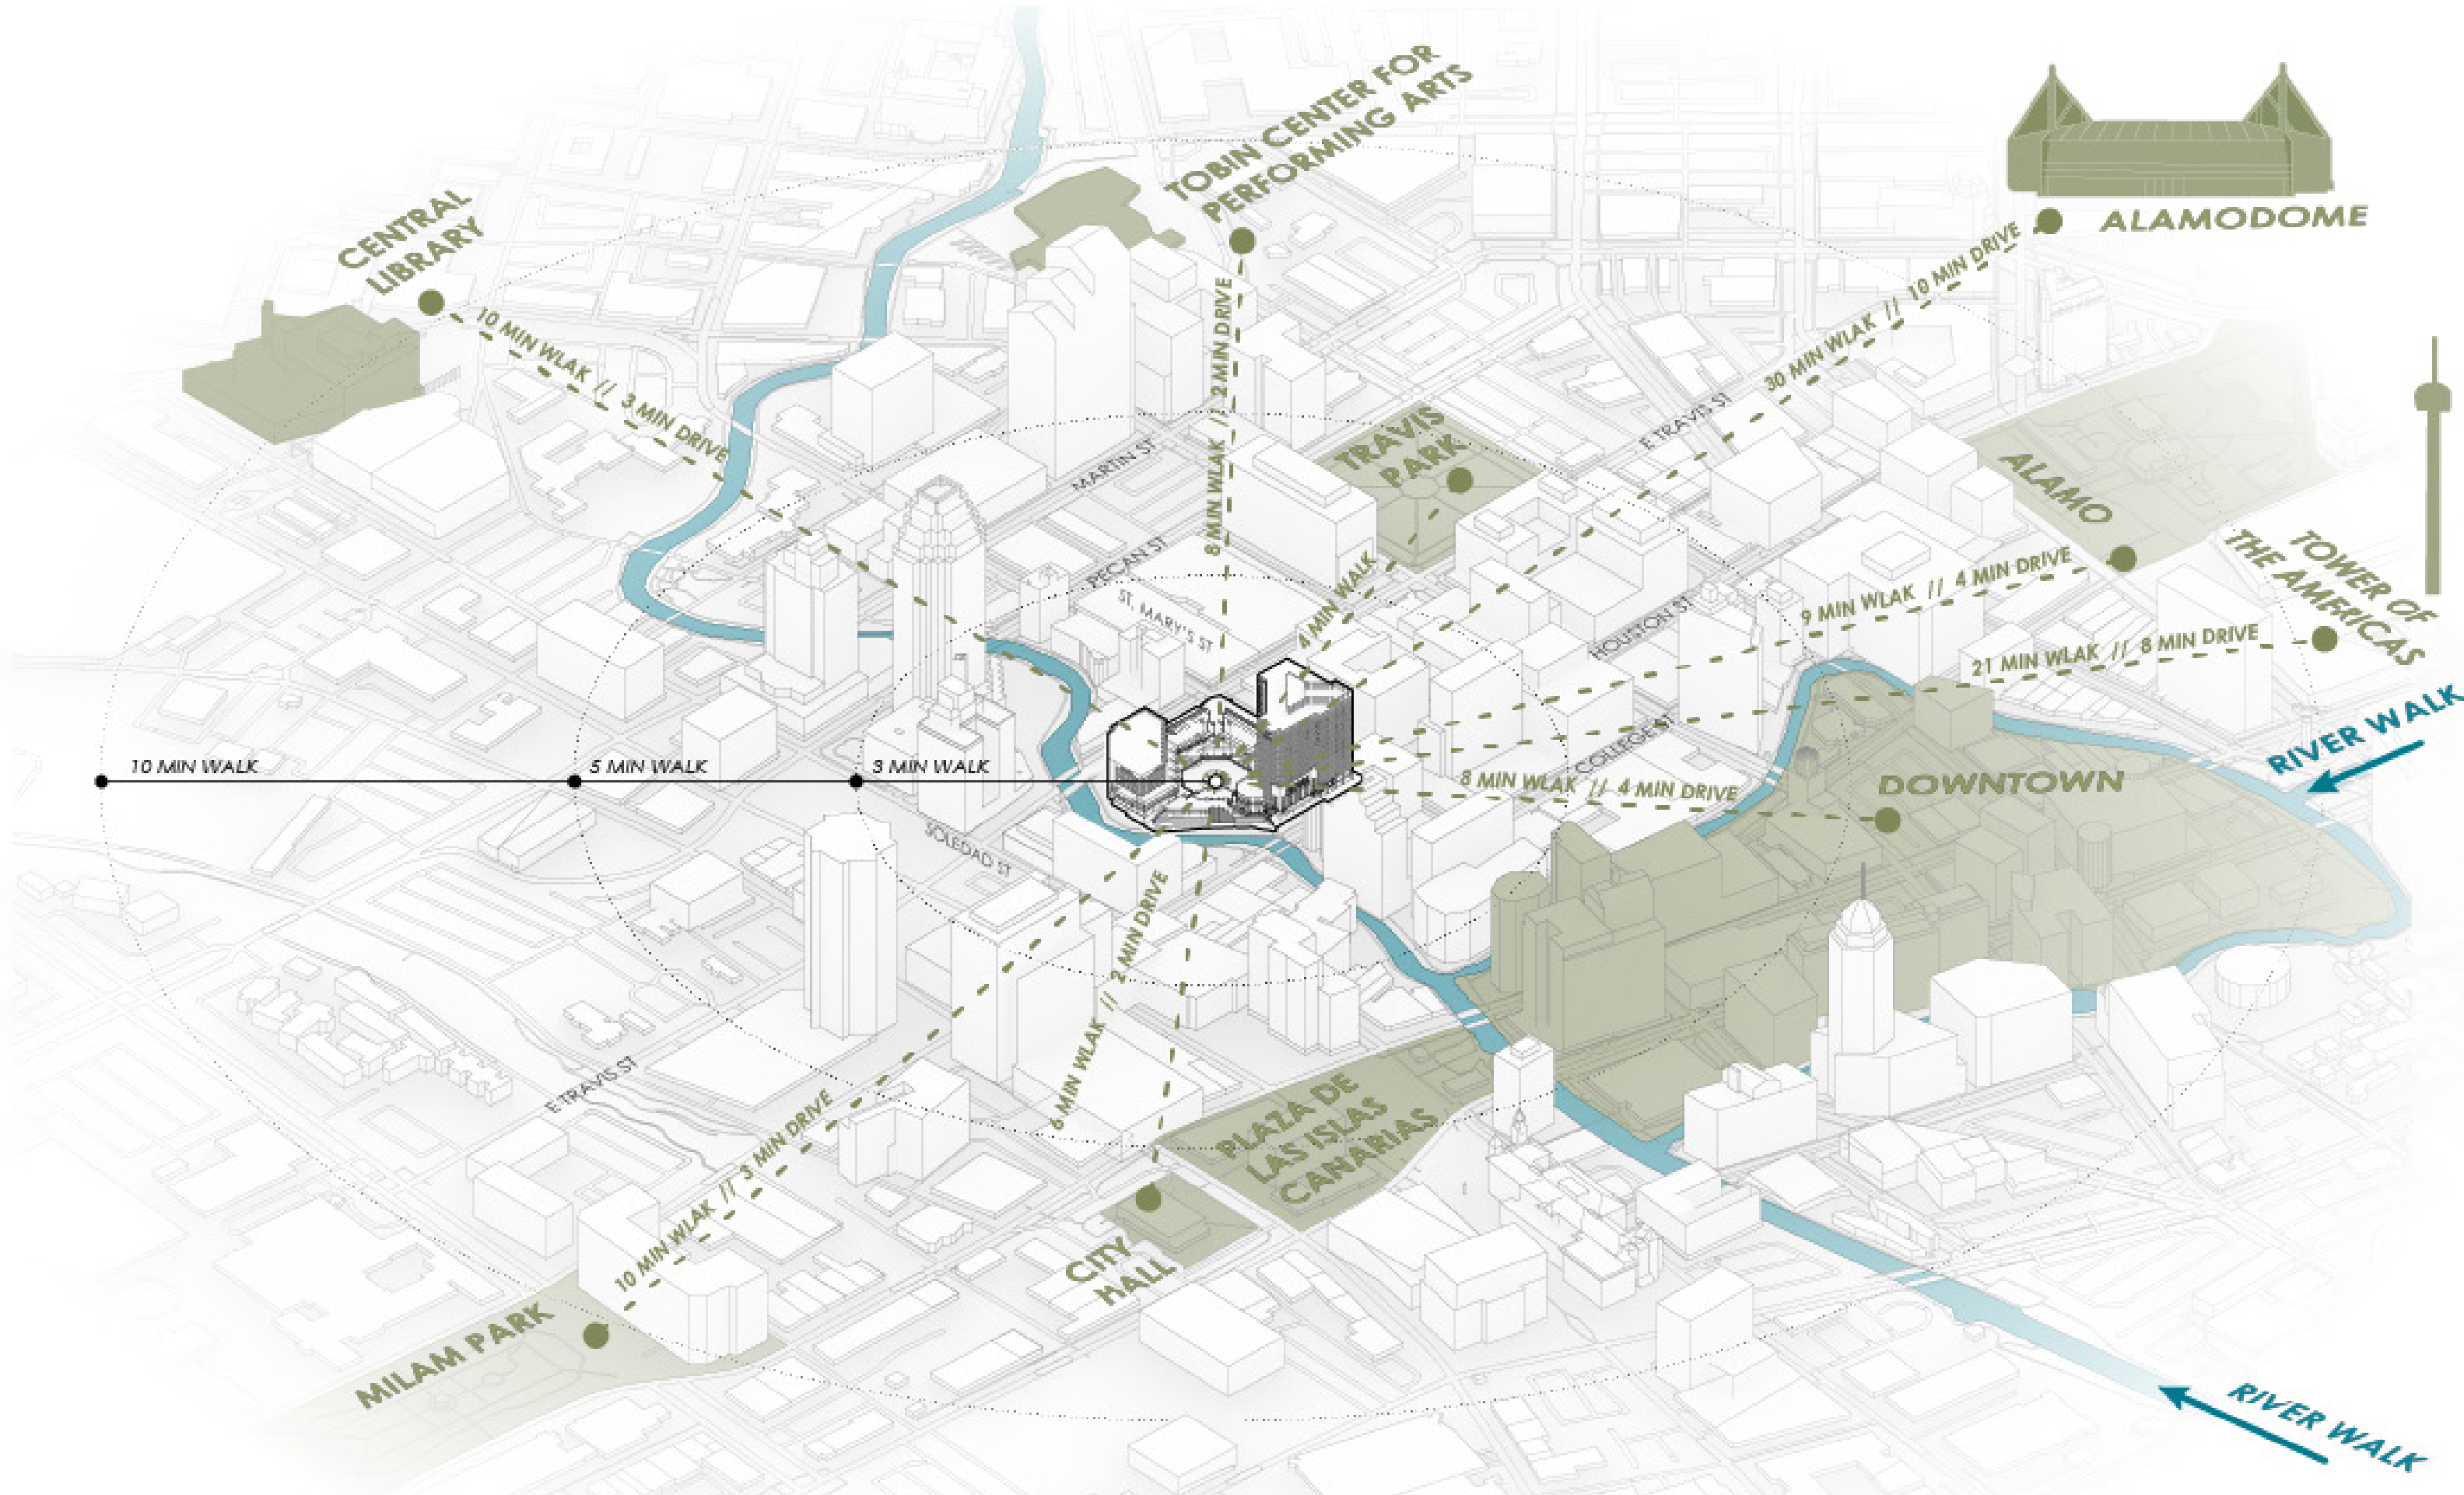 TOBIN CENTER FOR
PERFORMING ARTS
ALAMODOME
CENTRAL
LIBRARY
10 MIN WLAK // 3 MIN DRIVE
8 MIN WLAK // 2 MIN DRIVE
30 MIN WLAK // 10 MIN DRIVE
TRAVIS
PARK
E TRAVIS ST
MARTIN ST
ALAMO
PECAN ST
ST. MARY'S ST
4 MIN WALK
HOUSTON ST
9 MIN WLAK // 4 MIN DRIVE
TOWER OF
THE AMERICAS
21 MIN WLAK // 8 MIN DRIVE
RIVER WALK
10 MIN WALK
5 MIN WALK
3 MIN WALK
COLLEGE ST
8 MIN WLAK // 4 MIN DRIVE
DOWNTOWN
SOLEDAD ST
6 MIN WLAK // 2 MIN DRIVE
E TRAVIS ST
10 MIN WLAK // 3 MIN DRIVE
PLAZA DE
LAS ISLAS
CANARIAS
CITY
HALL
MILAM PARK
RIVER WALK